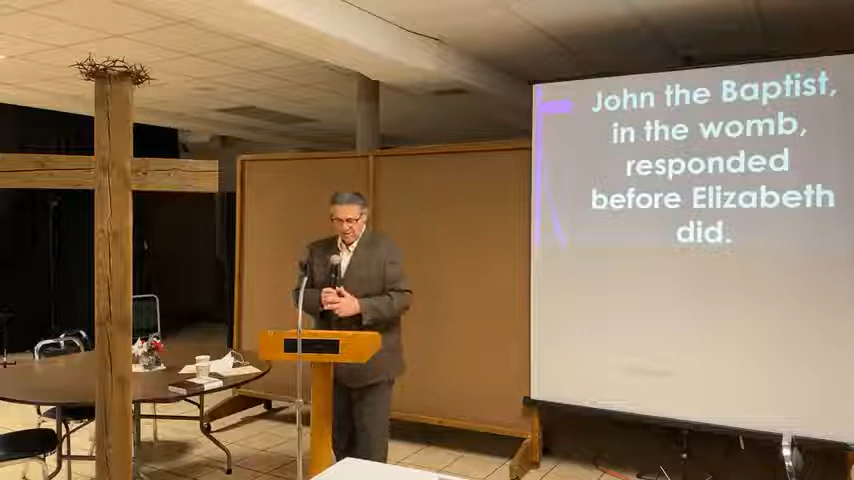 John the Baptist,
in the womb,
responded
before Elizabeth
did.